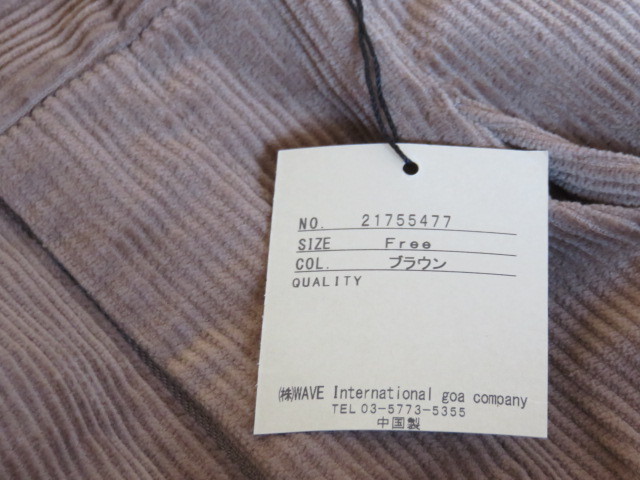 NO. 21755477
SIZE Free
COL. ブラウン
QUALITY
㈱WAVE International goa company
TEL 03-5773-5355
中国製